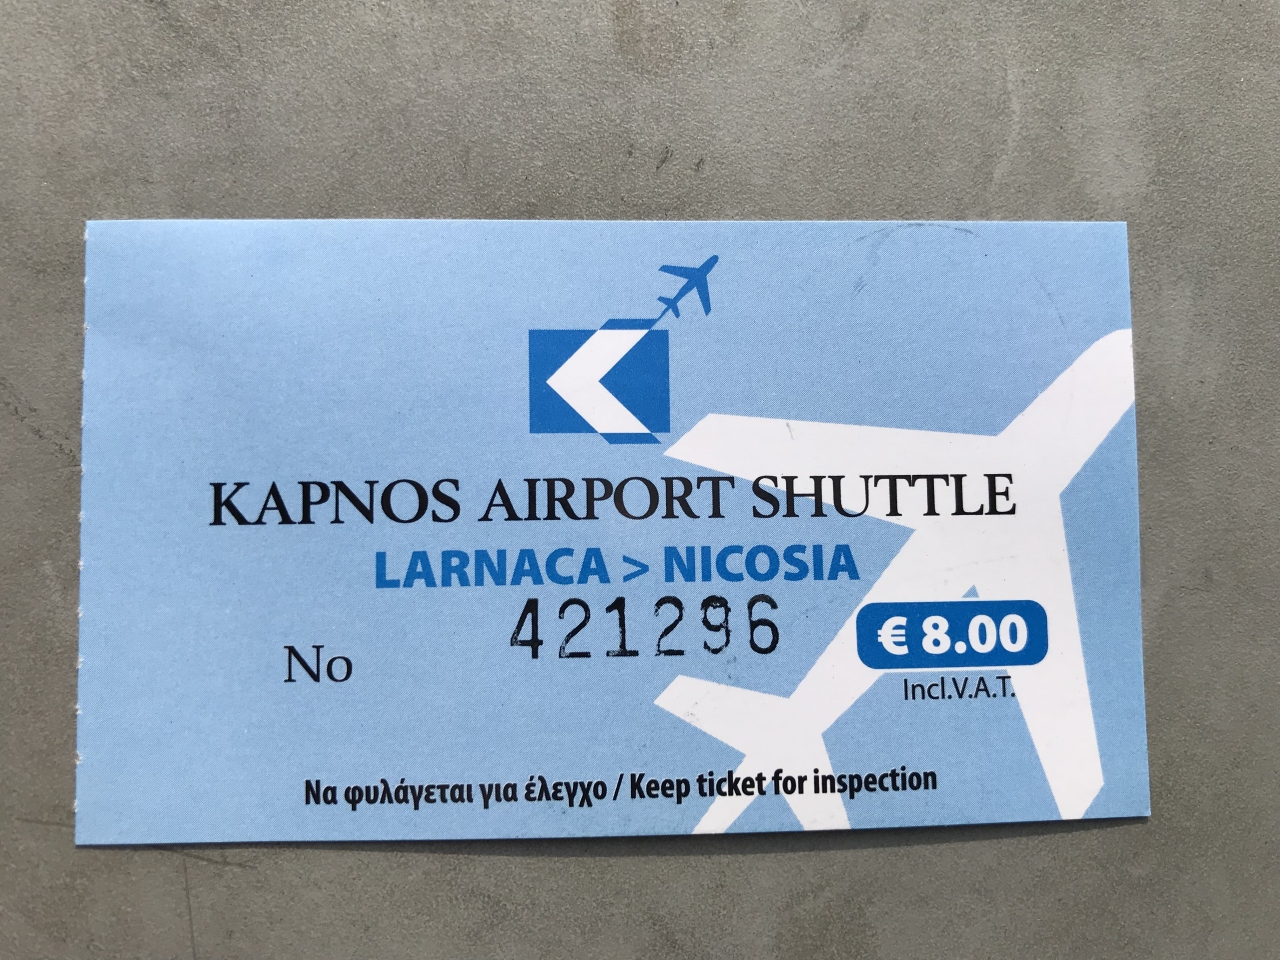 KAPNOS AIRPORT SHUTTLE
LARNACA > NICOSIA
No 421296
€ 8.00
Incl.V.A.T.
Να φυλάγεται για έλεγχο / Keep ticket for inspection